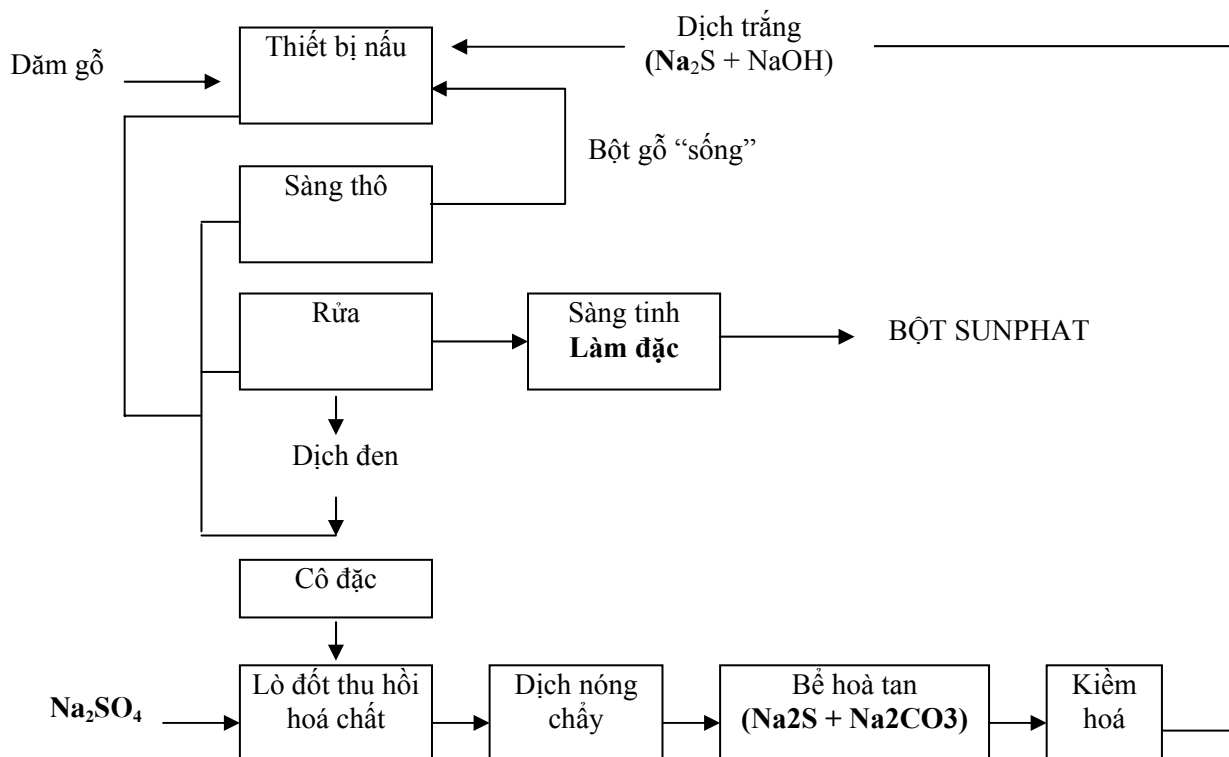 Thiết bị nấu
Dịch trắng
(Na₂S + NaOH)
Dăm gỗ
Bột gỗ “sống”
Sàng thô
Rửa
Sàng tinh
Làm đặc
BỘT SUNPHAT
Dịch đen
Cô đặc
Na₂SO₄
Lò đốt thu hồi
hoá chất
Dịch nóng
chẩy
Bể hoà tan
(Na2S + Na2CO3)
Kiềm
hoá